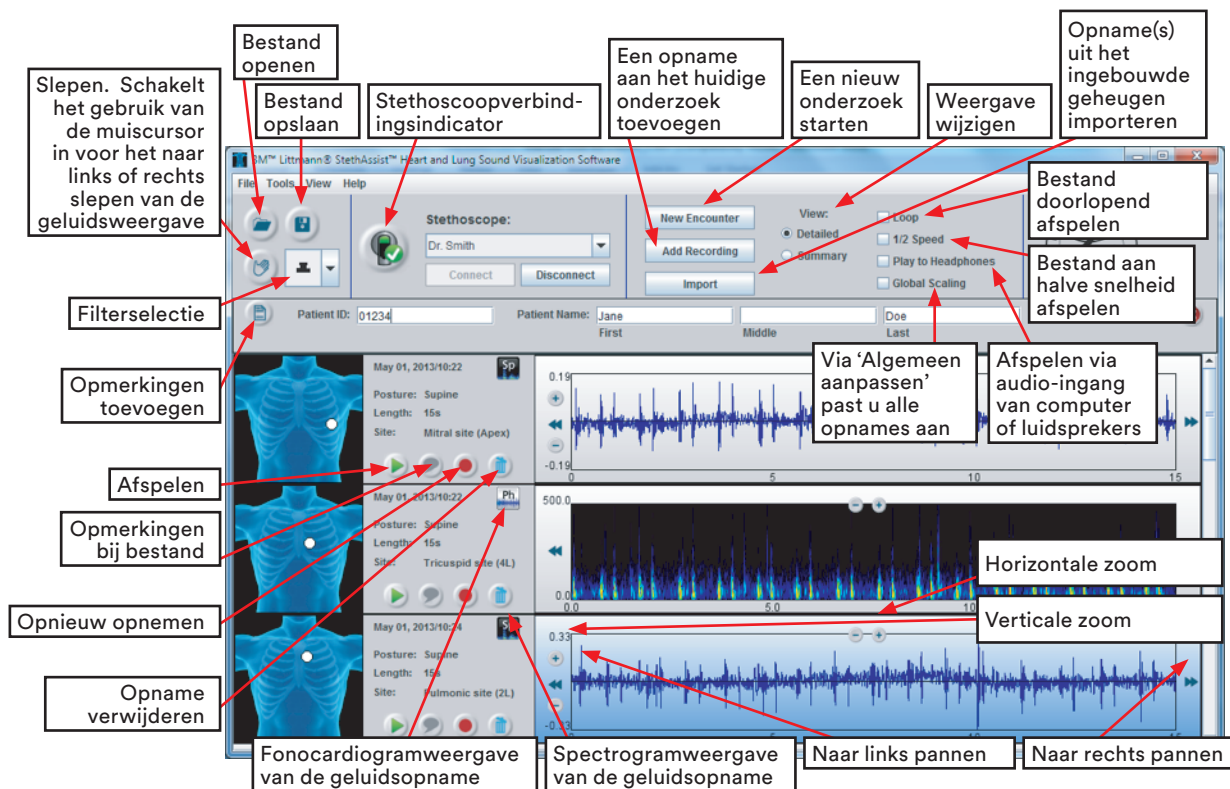 Bestand
openen
Slepen. Schakelt
het gebruik van
de muiscursor
in voor het naar
links of rechts
slepen van de
geluidsweergave
Bestand
opslaan
Stethoscoopverbind-
ingsindicator
Een opname
aan het huidige
onderzoek
toevoegen
Een nieuw
onderzoek
starten
Weergave
wijzigen
Opname(s)
uit het
ingebouwde
geheugen
importeren
3M™ Littmann® StethAssist™ Heart and Lung Sound Visualization Software
File Tools View Help
Stethoscope:
Dr. Smith
Connect Disconnect
New Encounter
Add Recording
Import
View:
Detailed
Summary
Loop
1/2 Speed
Play to Headphones
Global Scaling
Bestand
doorlopend
afspelen
Bestand aan
halve snelheid
afspelen
Filterselectie
Patient ID: 01234 Patient Name: Jane Doe
First Middle Last
Opmerkingen
toevoegen
Via ‘Algemeen
aanpassen’
past u alle
opnames aan
Afspelen via
audio-ingang
van computer
of luidsprekers
May 01, 2013/10:22 Sp
Posture: Supine
Length: 15s
Site: Mitral site (Apex)
0.19
-0.19
0 5 10 15
Afspelen
May 01, 2013/10:22 Ph
Posture: Supine
Length: 15s
Site: Tricuspid site (4L)
500.0
0.0
0.0 5.0 10
Opmerkingen
bij bestand
Horizontale zoom
Opnieuw opnemen
Verticale zoom
May 01, 2013/10:24 Sp
Posture: Supine
Length: 15s
Site: Pulmonic site (2L)
0.33
-0.33
Opname
verwijderen
Fonocardiogramweergave
van de geluidsopname
Spectrogramweergave
van de geluidsopname
Naar links pannen
Naar rechts pannen